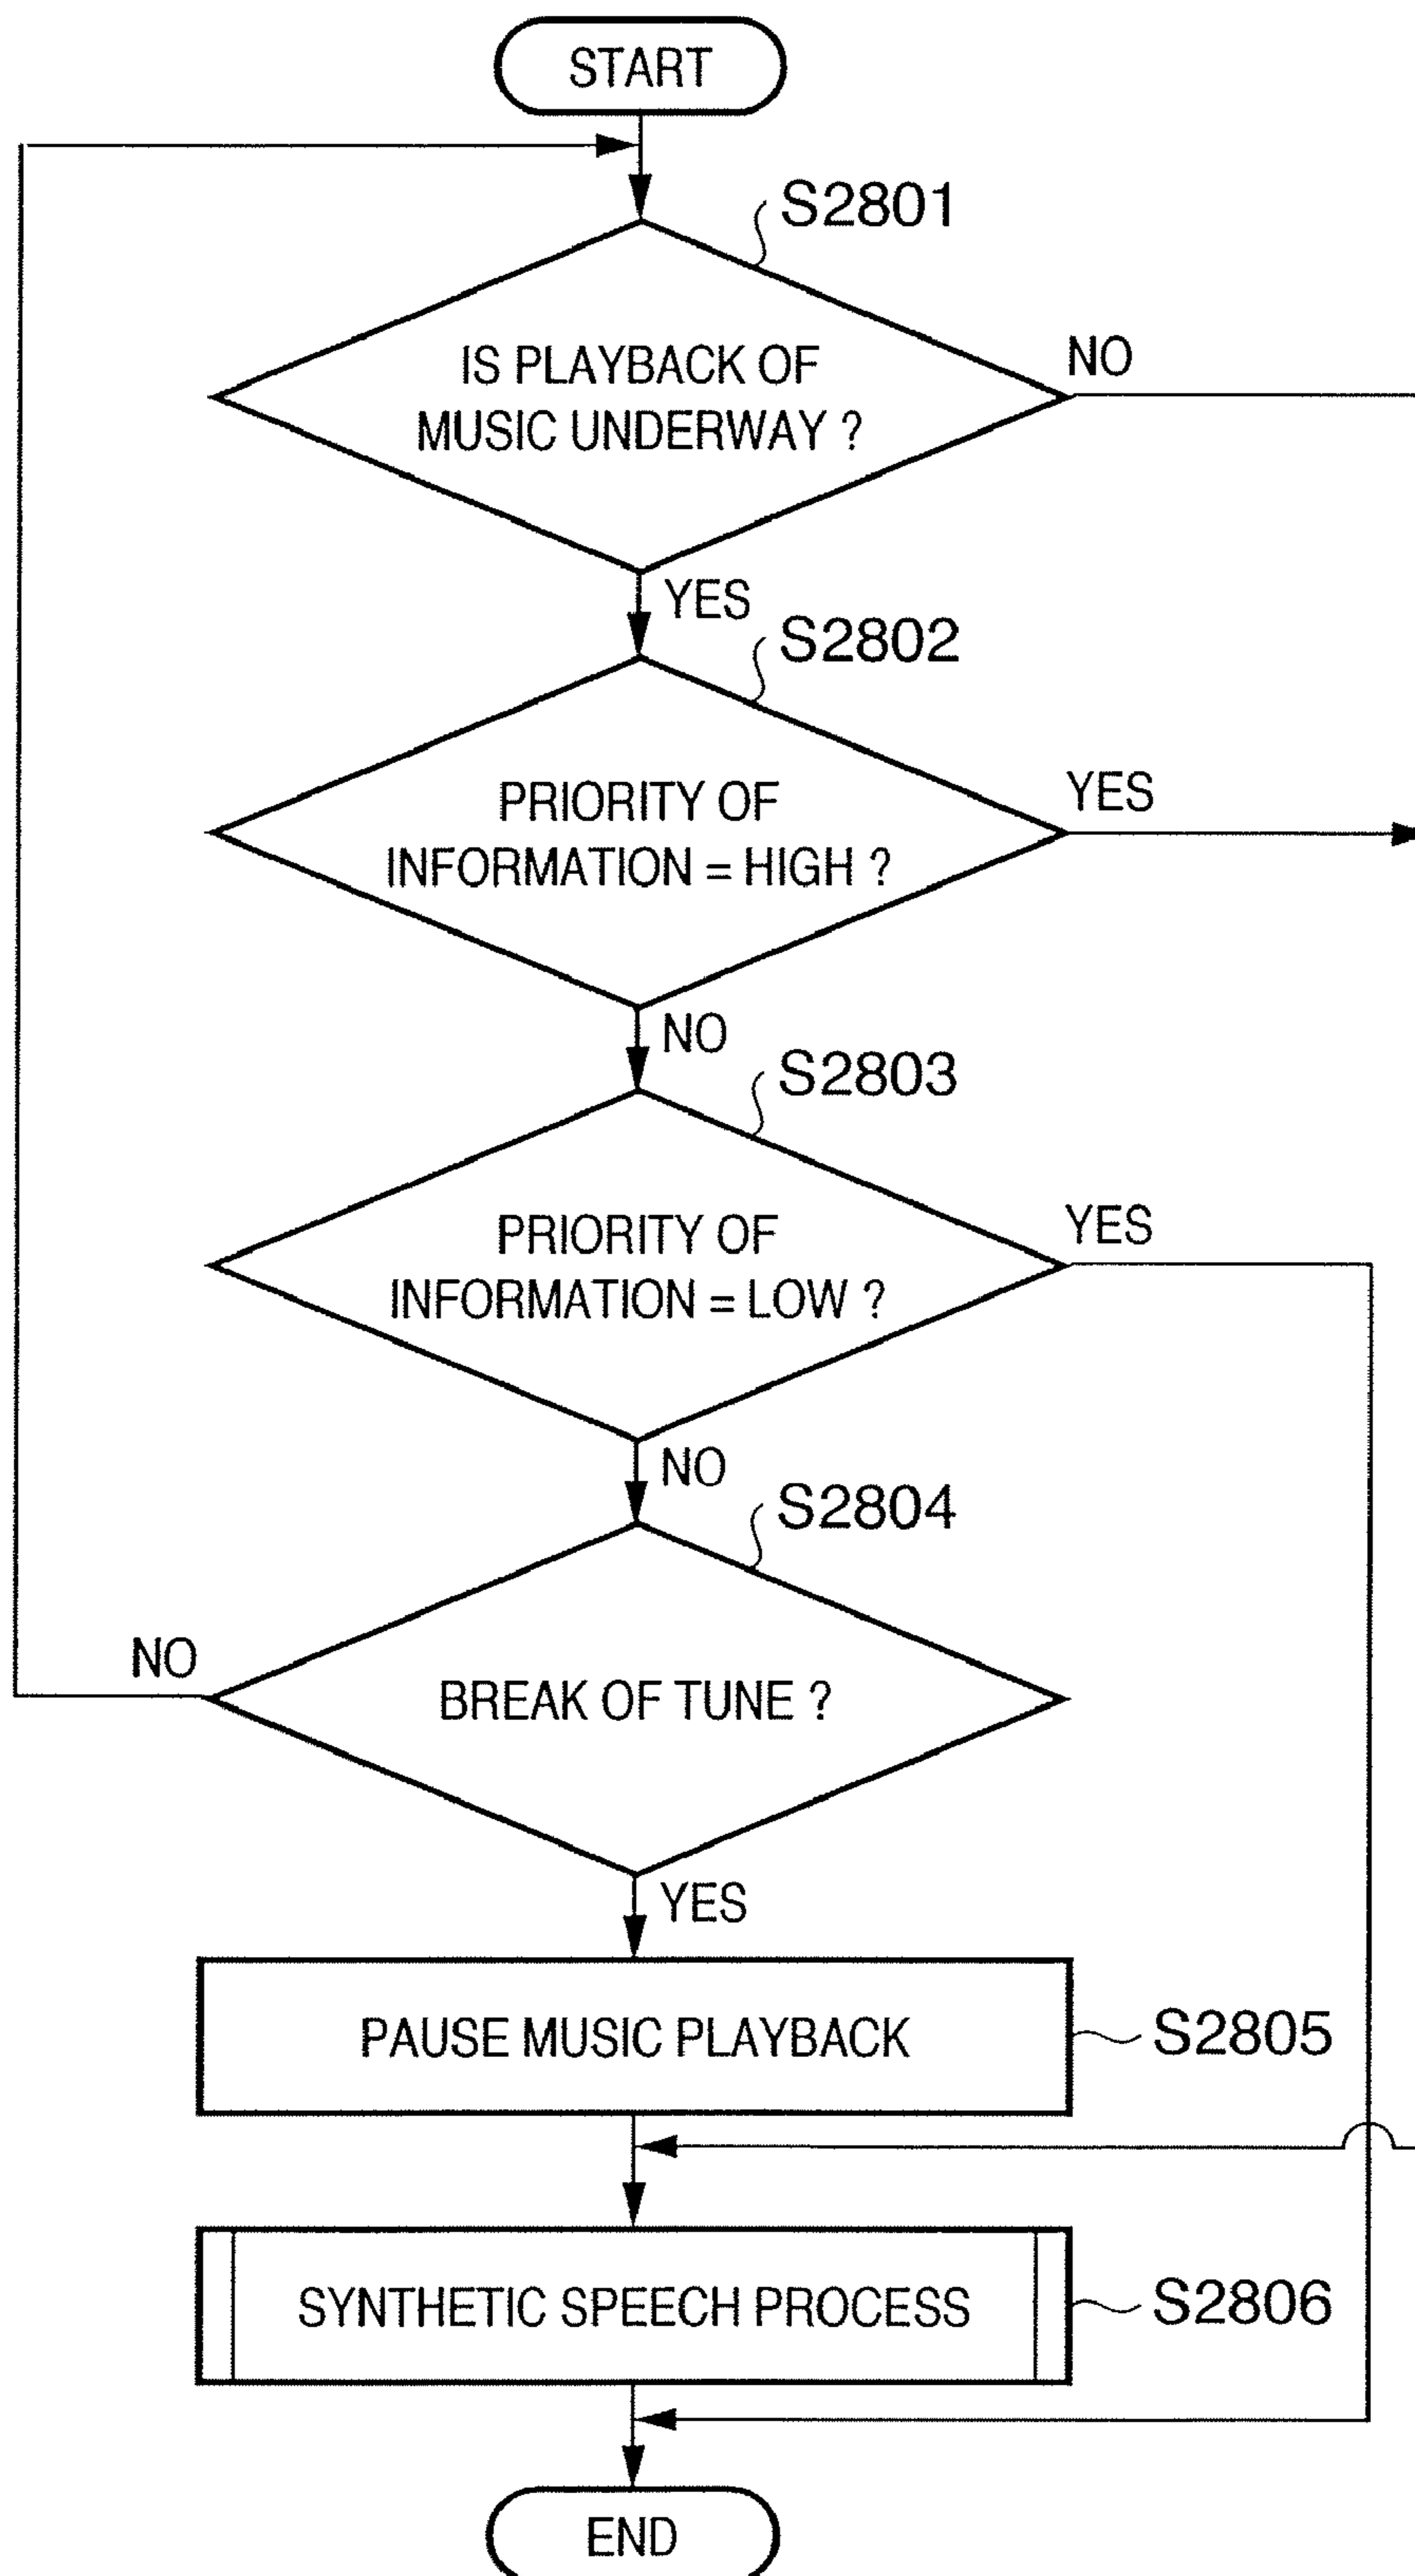 START
S2801
IS PLAYBACK OF
MUSIC UNDERWAY ?
NO
YES
S2802
PRIORITY OF
INFORMATION = HIGH ?
YES
NO
S2803
PRIORITY OF
INFORMATION = LOW ?
YES
NO
S2804
BREAK OF TUNE ?
NO
YES
PAUSE MUSIC PLAYBACK
S2805
SYNTHETIC SPEECH PROCESS
S2806
END